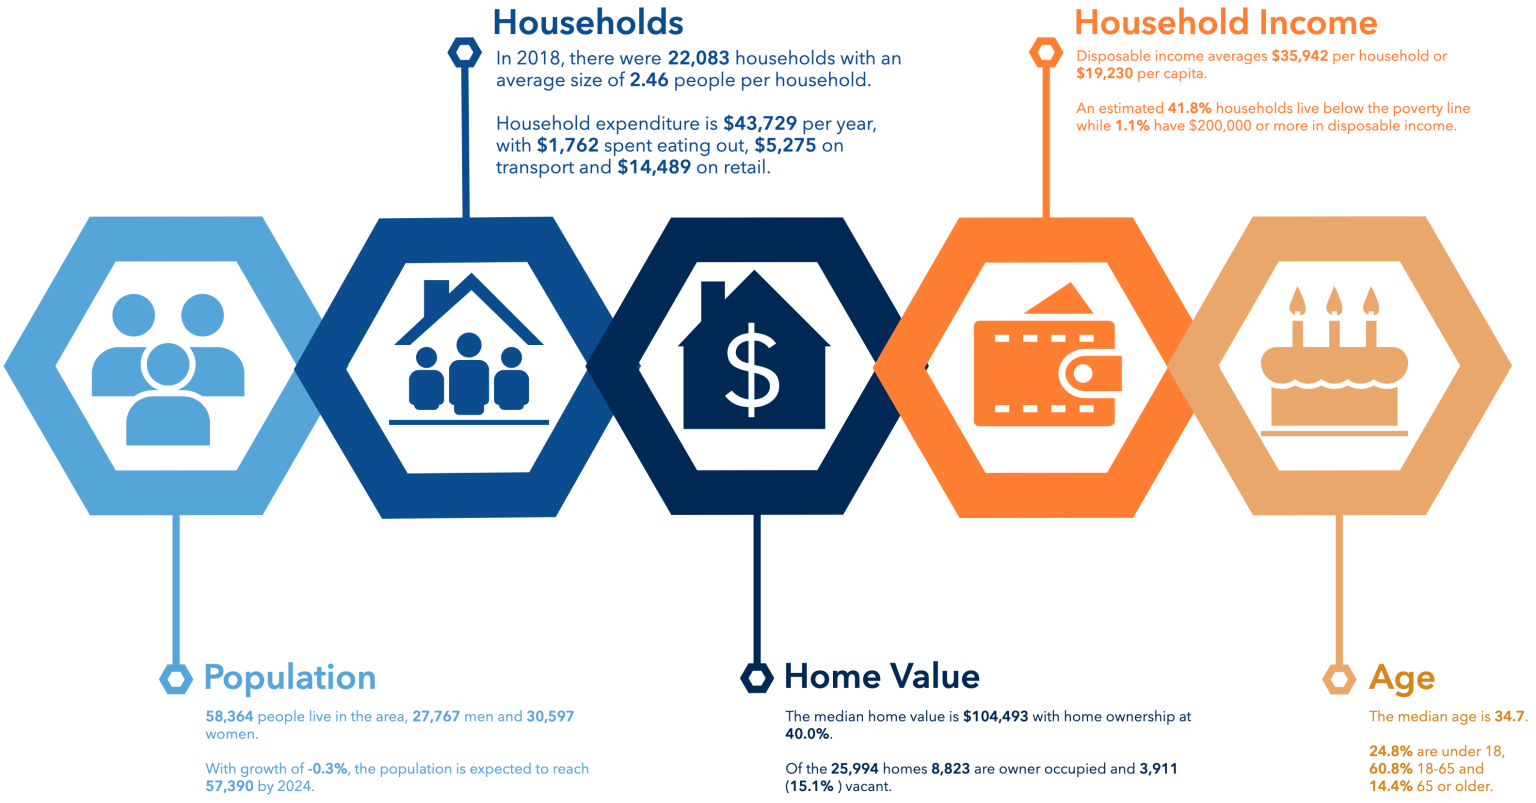 Households
In 2018, there were 22,083 households with an
average size of 2.46 people per household.
Household expenditure is $43,729 per year,
with $1,762 spent eating out, $5,275 on
transport and $14,489 on retail.
Household Income
Disposable income averages $35,942 per household or
$19,230 per capita.
An estimated 41.8% households live below the poverty line
while 1.1% have $200,000 or more in disposable income.
$
Population
58,364 people live in the area, 27,767 men and 30,597
women.
With growth of -0.3%, the population is expected to reach
57,390 by 2024.
Home Value
The median home value is $104,493 with home ownership at
40.0%.
Of the 25,994 homes 8,823 are owner occupied and 3,911
(15.1% ) vacant.
Age
The median age is 34.7.
24.8% are under 18,
60.8% 18-65 and
14.4% 65 or older.